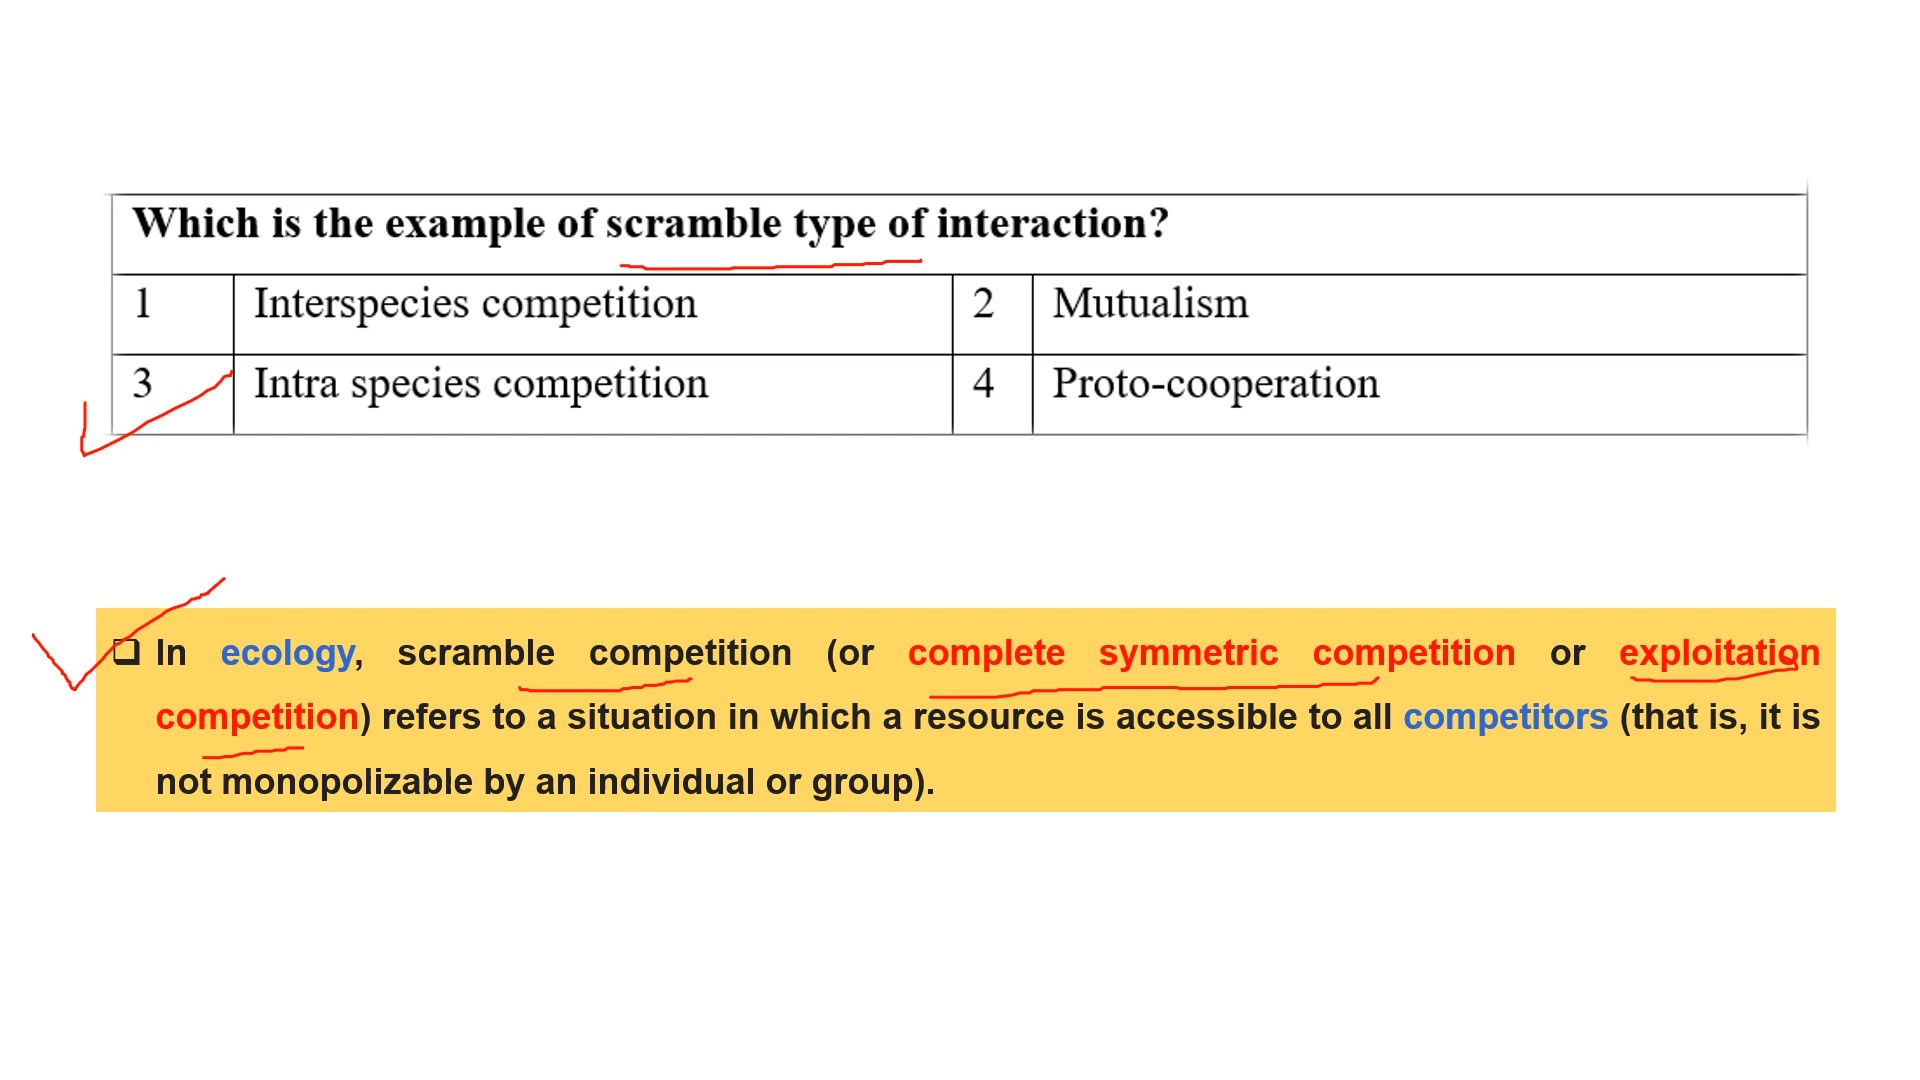 Which is the example of scramble type of interaction?
1 Interspecies competition 2 Mutualism
3 Intra species competition 4 Proto-cooperation
In ecology, scramble competition (or complete symmetric competition or exploitation
competition) refers to a situation in which a resource is accessible to all competitors (that is, it is
not monopolizable by an individual or group).